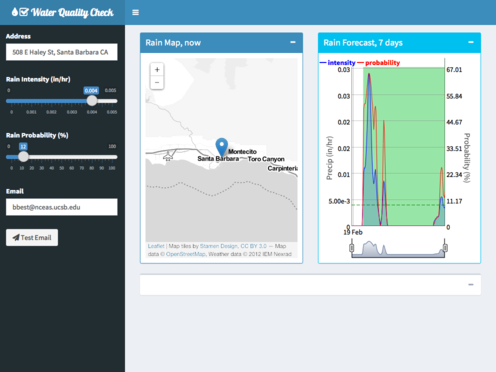 Water Quality Check
Address
508 E Haley St, Santa Barbara CA
Rain Intensity (in/hr)
0 0.004 0.005
0 0.001 0.002 0.003 0.005
Rain Probability (%)
0 12 100
0 10 20 30 40 50 60 70 80 90 100
Email
bbest@nceas.ucsb.edu
Test Email
Rain Map, now
+
−
Montecito
Santa Barbara Toro Canyon
Carpinteria
Leaflet | Map tiles by Stamen Design, CC BY 3.0 — Map
data © OpenStreetMap, Weather data © 2012 IEM Nexrad
Rain Forecast, 7 days
intensity probability
0.03 67.01
0.03 55.84
0.02 44.67
0.02 33.51
0.01 22.34
5.00e-3 11.17
0 0
Precip (in/hr)
Probability (%)
19 Feb